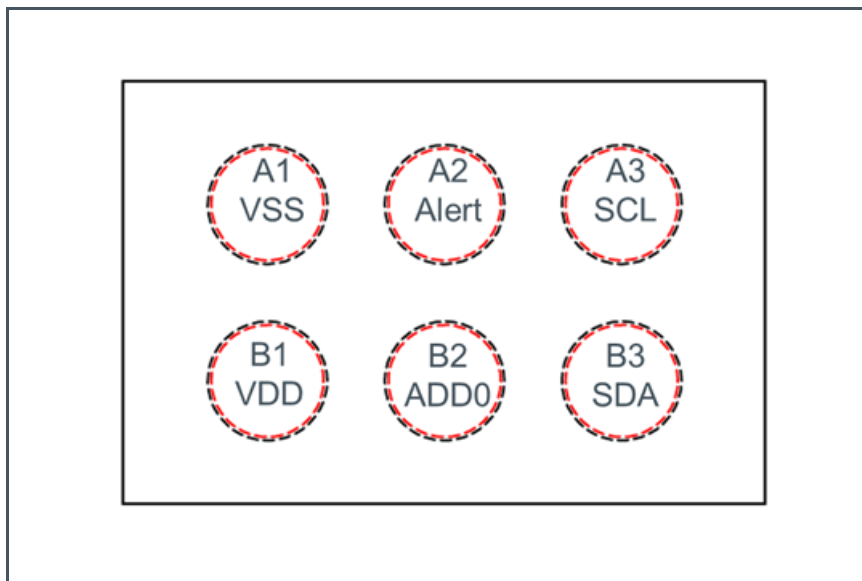 A1
VSS
A2
Alert
A3
SCL
B1
VDD
B2
ADD0
B3
SDA